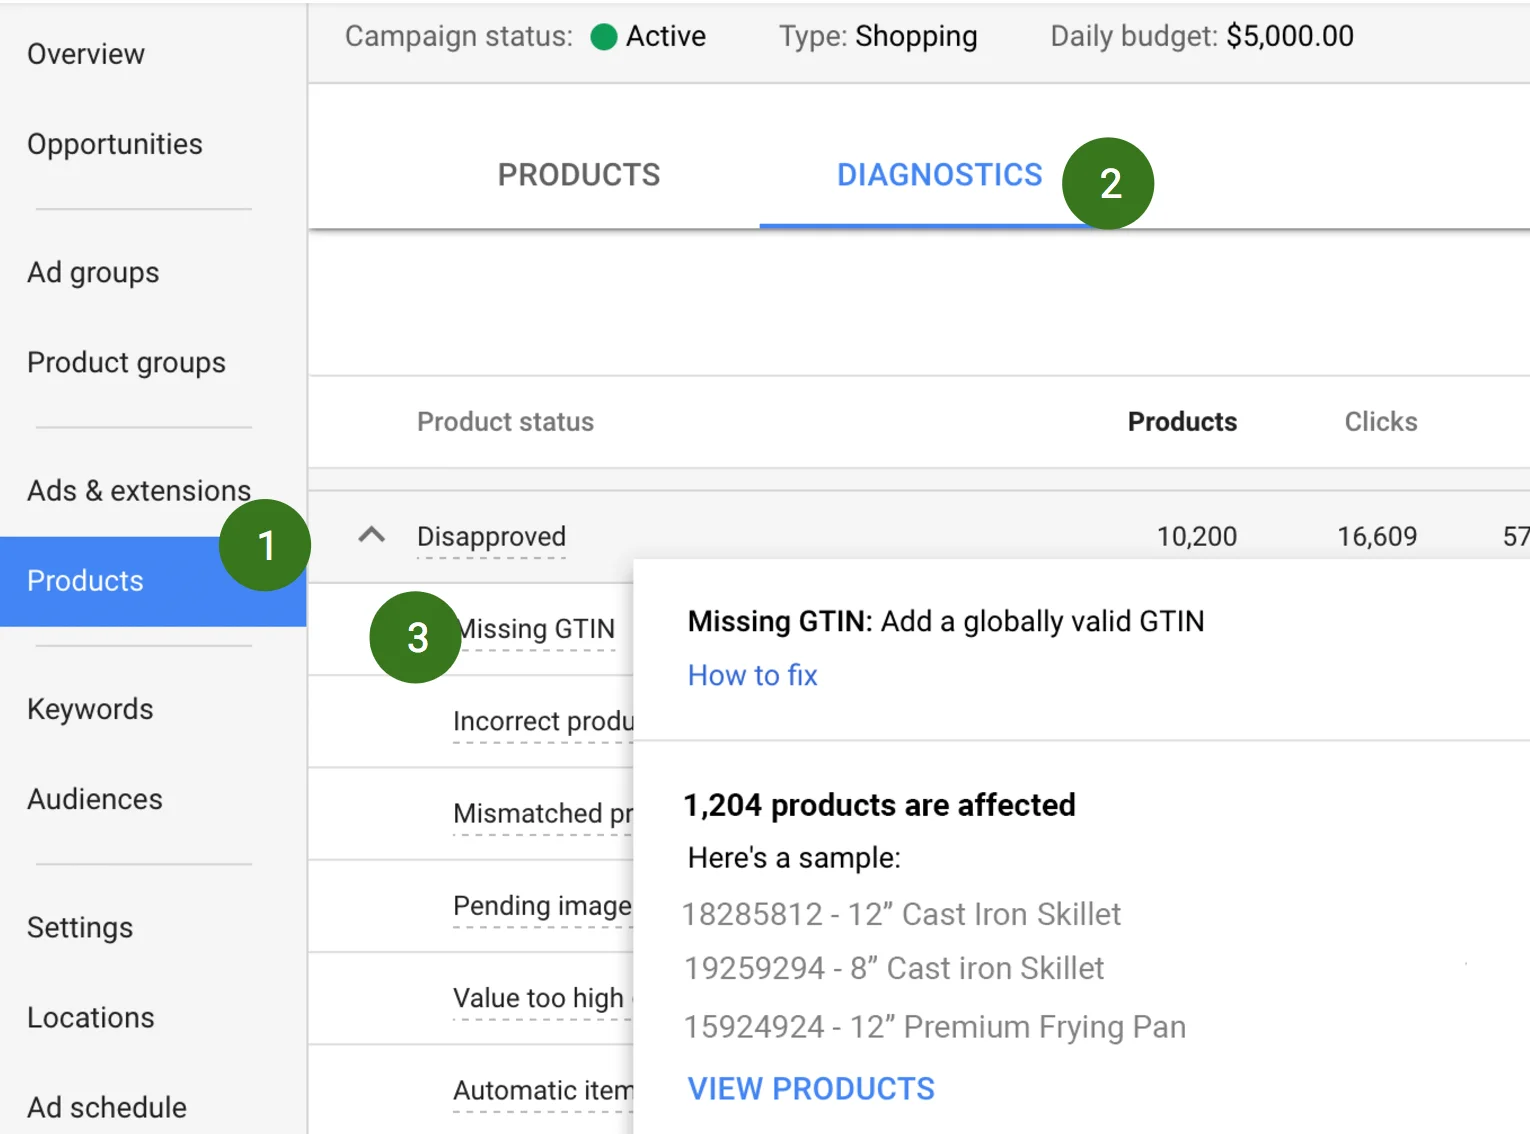 Overview
Opportunities
Ad groups
Product groups
Ads & extensions
1
Products
Keywords
Audiences
Settings
Locations
Ad schedule
Campaign status: Active Type: Shopping Daily budget: $5,000.00
PRODUCTS DIAGNOSTICS 2
Product status Products Clicks
Disapproved 10,200 16,609 57
3 Missing GTIN
Incorrect produ
Mismatched pr
Pending image
Value too high
Automatic item
Missing GTIN: Add a globally valid GTIN
How to fix
1,204 products are affected
Here's a sample:
18285812 - 12” Cast Iron Skillet
19259294 - 8” Cast iron Skillet
15924924 - 12” Premium Frying Pan
VIEW PRODUCTS